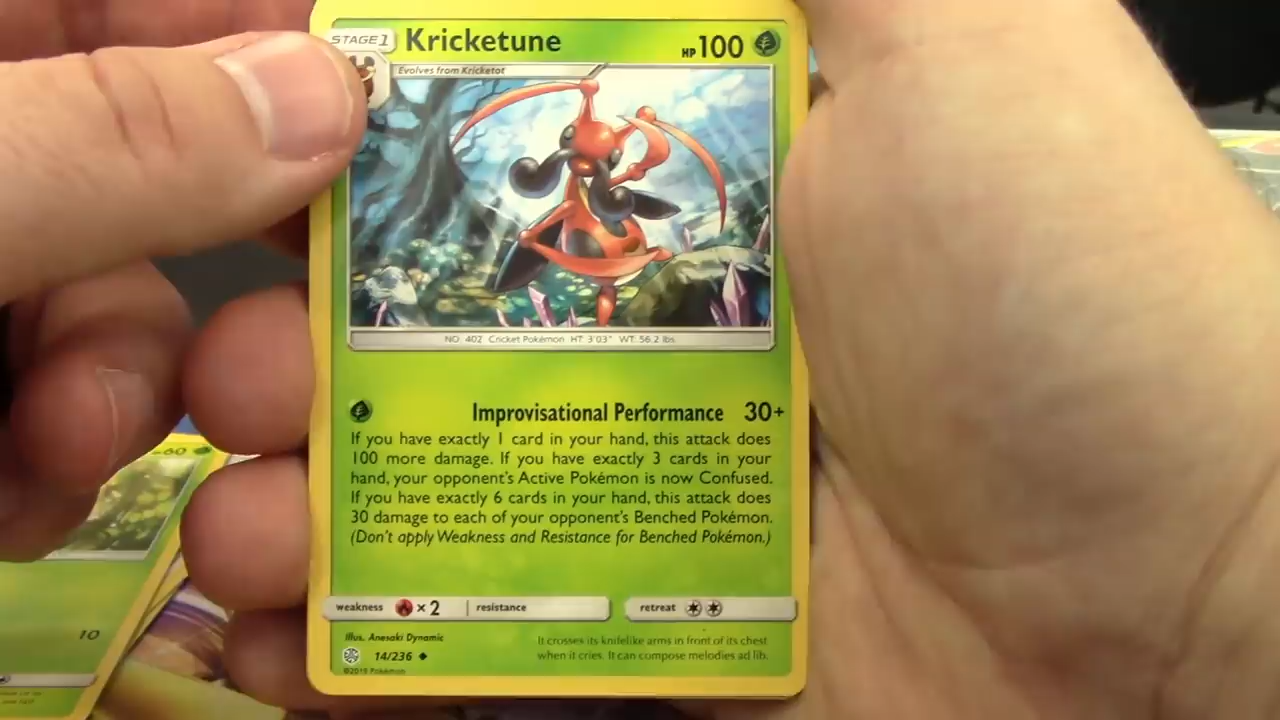 STAGE 1 Kricketune HP 100
Evolves from Kricketot
NO. 402 Cricket Pokémon HT 3'03" WT: 56.2 lbs
Improvisational Performance 30+
If you have exactly 1 card in your hand, this attack does
100 more damage. If you have exactly 3 cards in your
hand, your opponent's Active Pokémon is now Confused.
If you have exactly 6 cards in your hand, this attack does
30 damage to each of your opponent's Benched Pokémon.
(Don't apply Weakness and Resistance for Benched Pokémon.)
weakness ×2 resistance retreat
Illus. Anesaki Dynamic
14/236
©2019 Pokémon
It crosses its knifelike arms in front of its chest
when it cries. It can compose melodies ad lib.
60
10